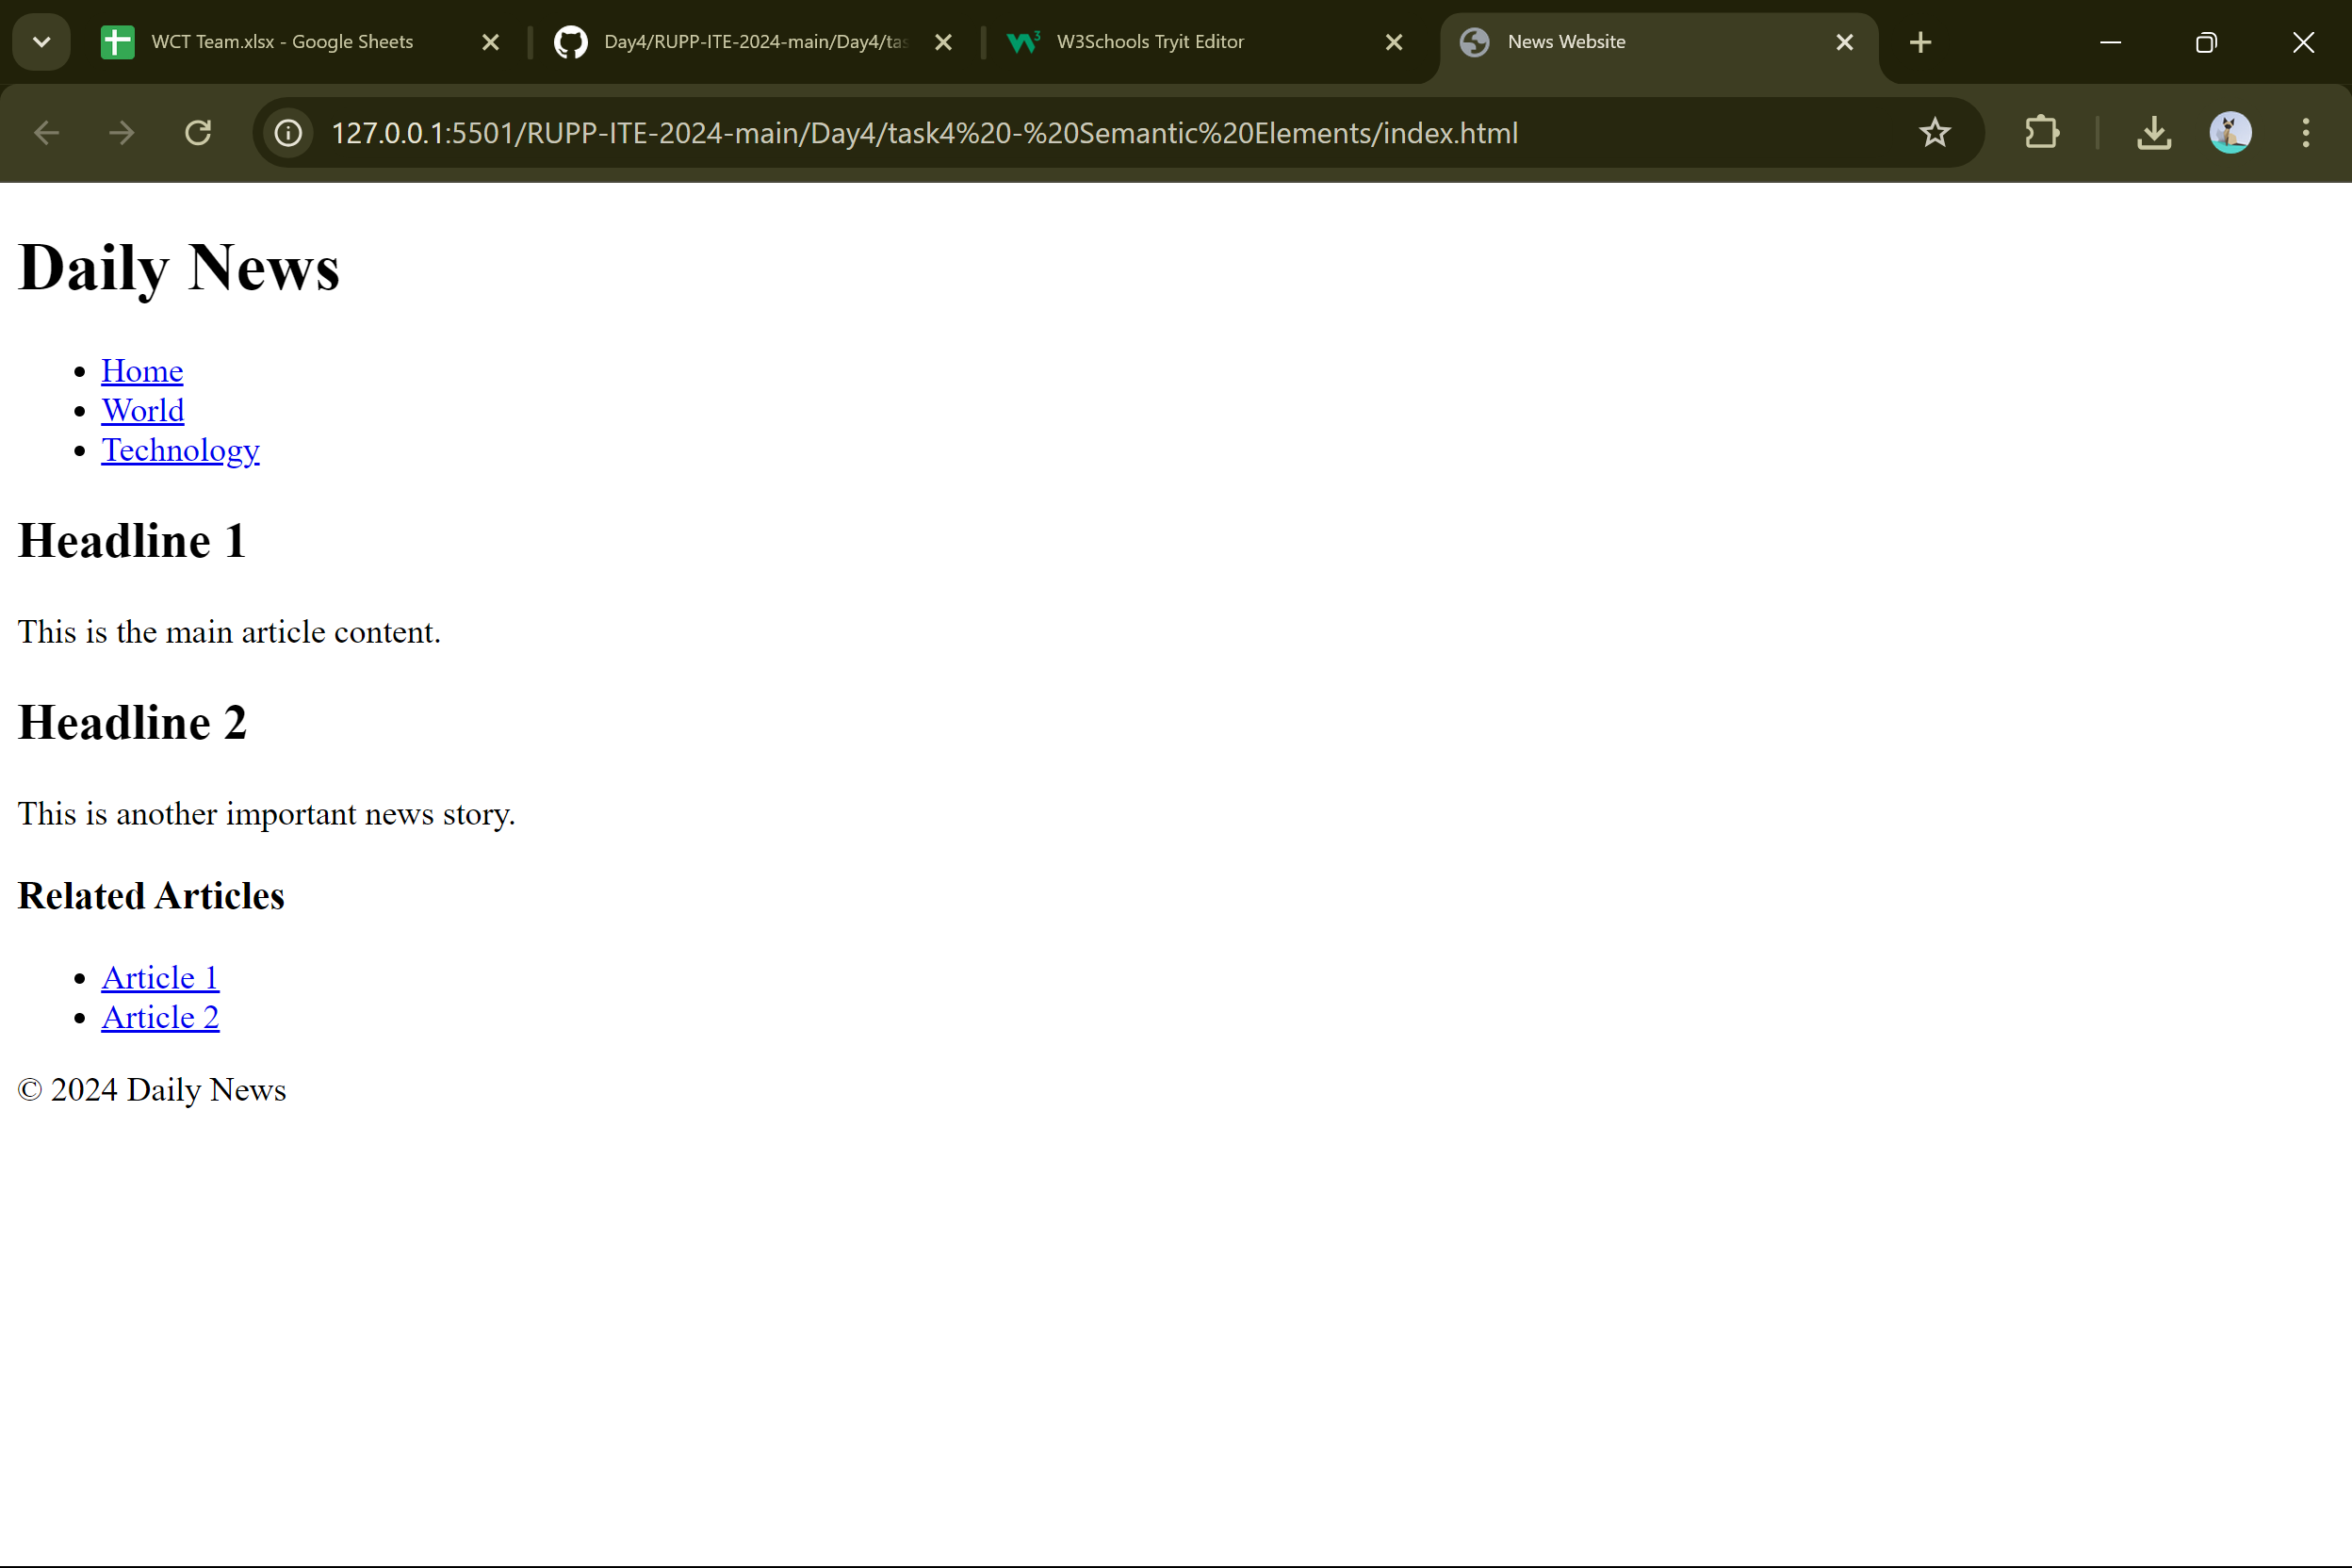 WCT Team.xlsx - Google Sheets
Day4/RUPP-ITE-2024-main/Day4/tas
W3Schools Tryit Editor
News Website
127.0.0.1:5501/RUPP-ITE-2024-main/Day4/task4%20-%20Semantic%20Elements/index.html
Daily News
Home
World
Technology
Headline 1
This is the main article content.
Headline 2
This is another important news story.
Related Articles
Article 1
Article 2
© 2024 Daily News